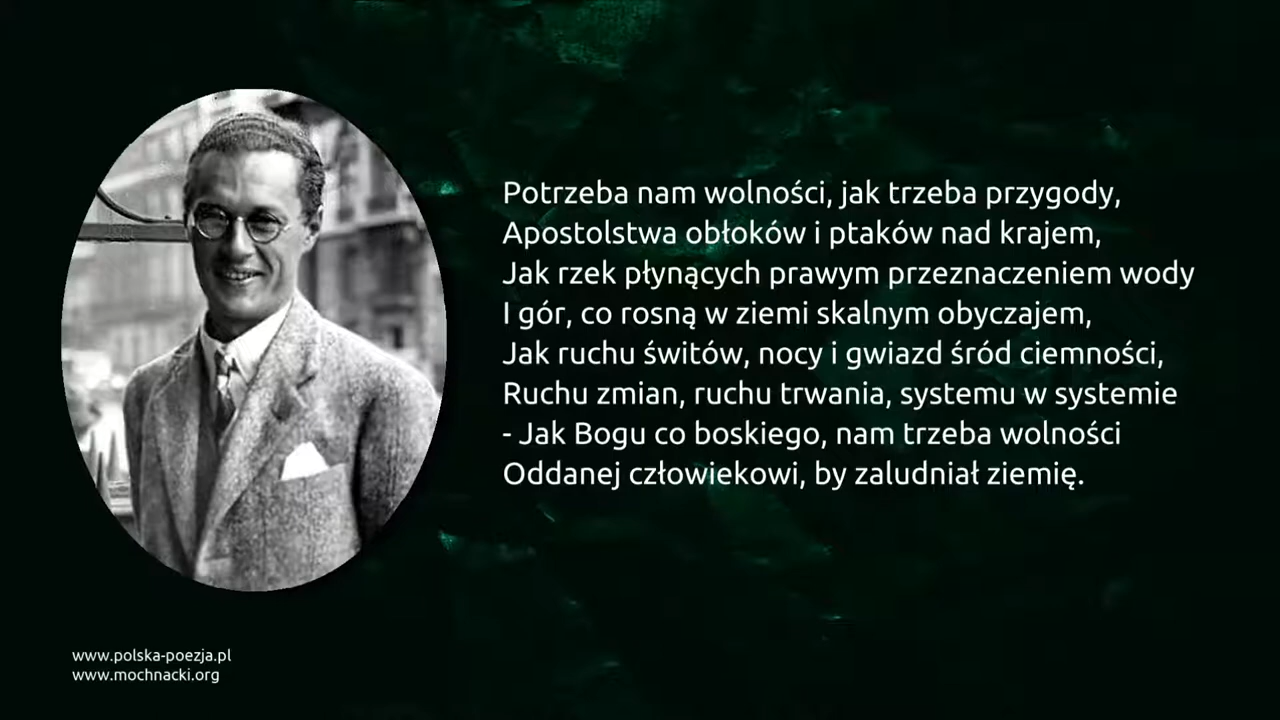 Potrzeba nam wolności, jak trzeba przygody,
Apostolstwa obłoków i ptaków nad krajem,
Jak rzek płynących prawym przeznaczeniem wody
I gór, co rosną w ziemi skalnym obyczajem,
Jak ruchu świtów, nocy i gwiazd śród ciemności,
Ruchu zmian, ruchu trwania, systemu w systemie
- Jak Bogu co boskiego, nam trzeba wolności
Oddanej człowiekowi, by zaludniał ziemię.
www.polska-poezja.pl
www.mochnacki.org